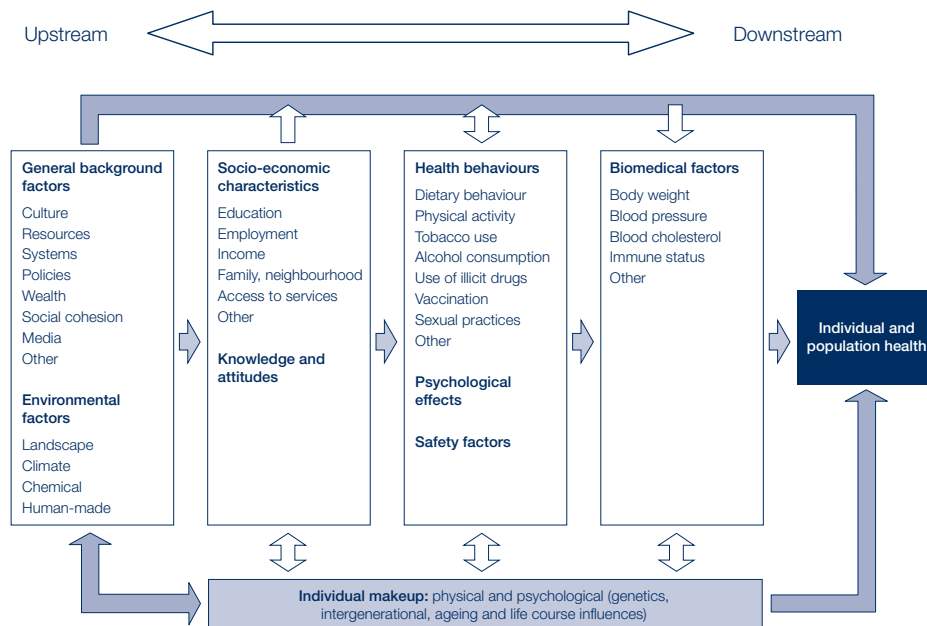 Upstream
Downstream
General background
factors
Culture
Resources
Systems
Policies
Wealth
Social cohesion
Media
Other
Environmental
factors
Landscape
Climate
Chemical
Human-made
Socio-economic
characteristics
Education
Employment
Income
Family, neighbourhood
Access to services
Other
Knowledge and
attitudes
Health behaviours
Dietary behaviour
Physical activity
Tobacco use
Alcohol consumption
Use of illicit drugs
Vaccination
Sexual practices
Other
Psychological
effects
Safety factors
Biomedical factors
Body weight
Blood pressure
Blood cholesterol
Immune status
Other
Individual and
population health
Individual makeup: physical and psychological (genetics,
intergenerational, ageing and life course influences)